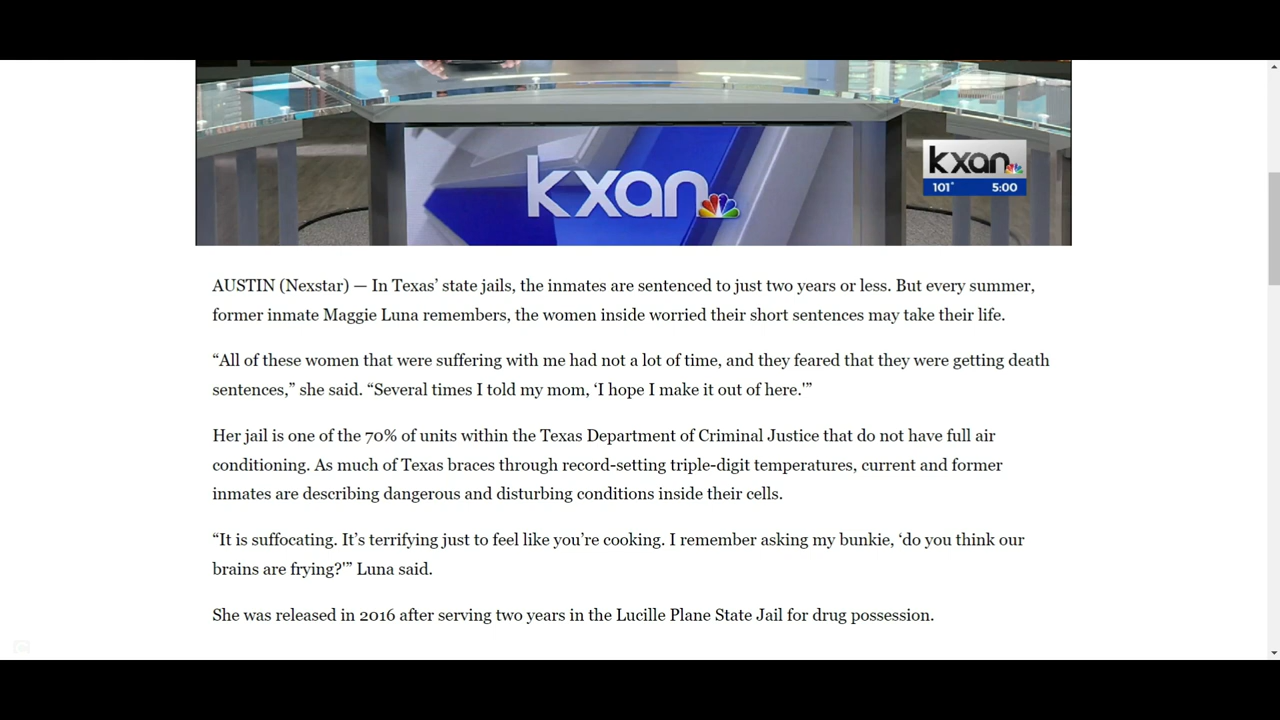 kxan
kxan
101° 5:00
AUSTIN (Nexstar) — In Texas’ state jails, the inmates are sentenced to just two years or less. But every summer,
former inmate Maggie Luna remembers, the women inside worried their short sentences may take their life.
“All of these women that were suffering with me had not a lot of time, and they feared that they were getting death
sentences,” she said. “Several times I told my mom, ‘I hope I make it out of here.'”
Her jail is one of the 70% of units within the Texas Department of Criminal Justice that do not have full air
conditioning. As much of Texas braces through record-setting triple-digit temperatures, current and former
inmates are describing dangerous and disturbing conditions inside their cells.
“It is suffocating. It’s terrifying just to feel like you’re cooking. I remember asking my bunkie, ‘do you think our
brains are frying?'” Luna said.
She was released in 2016 after serving two years in the Lucille Plane State Jail for drug possession.